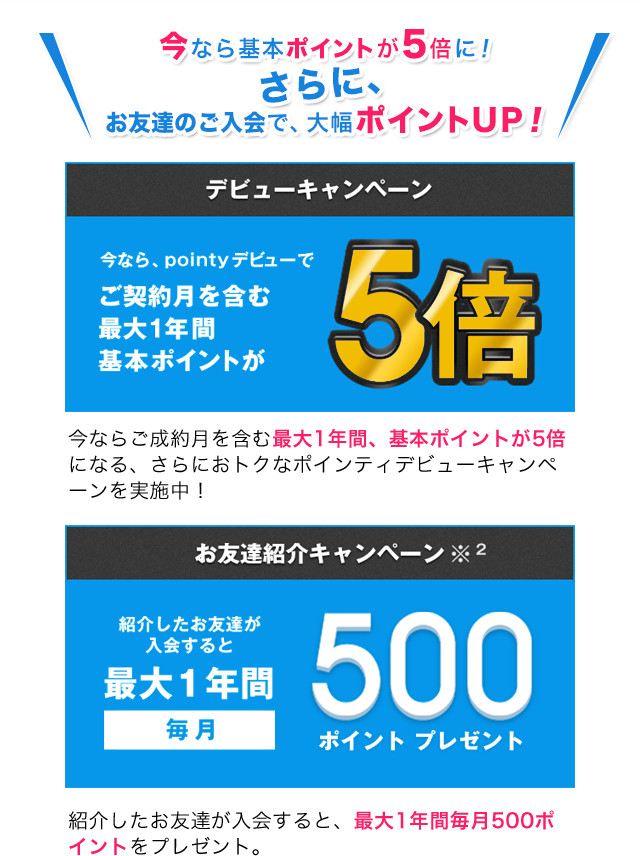 今なら基本ポイントが5倍に!
さらに、
お友達のご入会で、大幅ポイントUP!
デビューキャンペーン
今なら、pointyデビューで
ご契約月を含む
最大1年間
基本ポイントが
5倍
今ならご成約月を含む最大1年間、基本ポイントが5倍
になる、さらにおトクなポインティデビューキャンペ
ーンを実施中！
お友達紹介キャンペーン※2
紹介したお友達が
入会すると
最大1年間
毎月
500
ポイント プレゼント
紹介したお友達が入会すると、最大1年間毎月500ポ
イントをプレゼント。